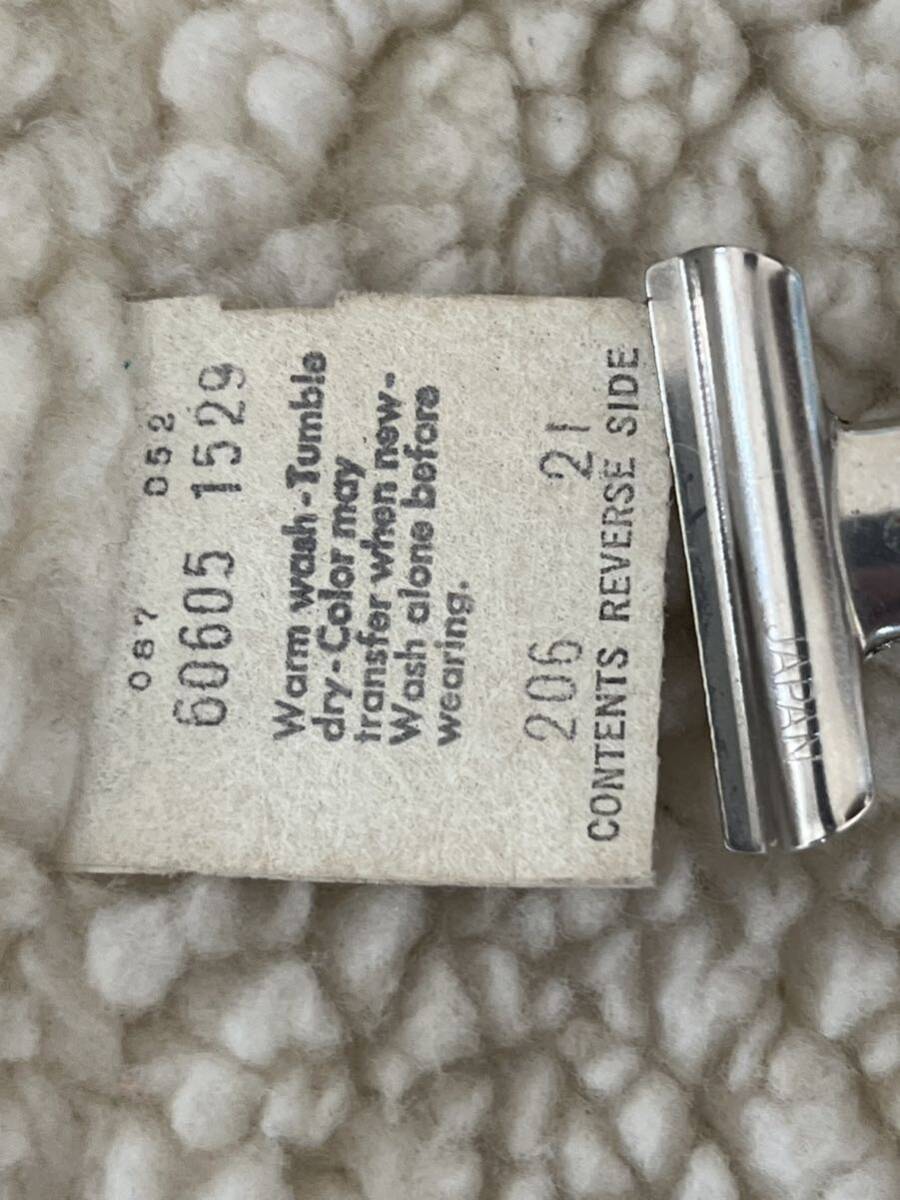 087 052
60605 1529
Warm wash-Tumble
dry-Color may
transfer when new-
Wash alone before
wearing.
206 21
CONTENTS REVERSE SIDE
JAPAN